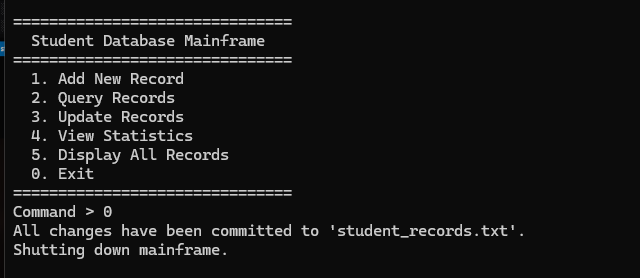 ===============================
Student Database Mainframe
===============================
1. Add New Record
2. Query Records
3. Update Records
4. View Statistics
5. Display All Records
0. Exit
===============================
Command > 0
All changes have been committed to 'student_records.txt'.
Shutting down mainframe.